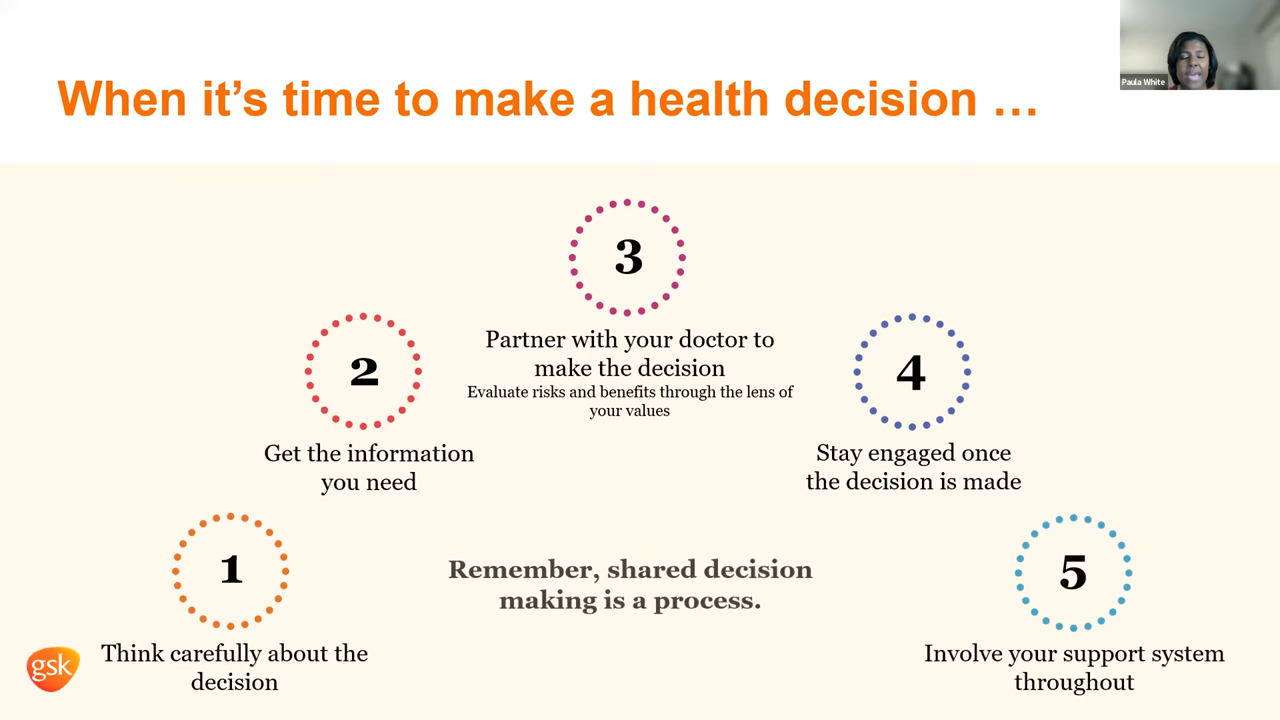 When it’s time to make a health decision …
Paula White
3
Partner with your doctor to
make the decision
Evaluate risks and benefits through the lens of
your values
2
Get the information
you need
4
Stay engaged once
the decision is made
1
Think carefully about the
decision
Remember, shared decision
making is a process.
5
Involve your support system
throughout
gsk